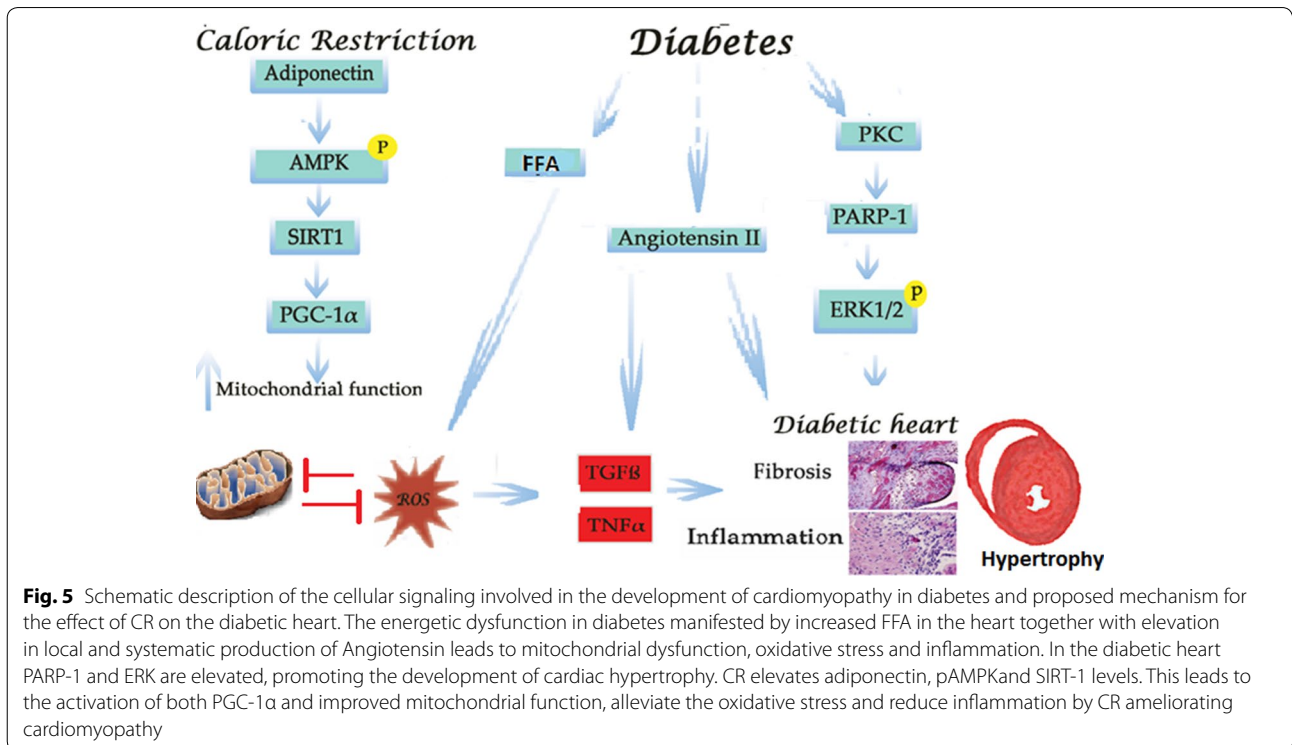 Caloric Restriction
Diabetes
Adiponectin
P
AMPK
SIRT1
PGC-1α
Mitochondrial function
FFA
Angiotensin II
PKC
PARP-1
P
ERK1/2
ROS
TGFß
TNFα
Diabetic heart
Fibrosis
Inflammation
Hypertrophy
Fig. 5 Schematic description of the cellular signaling involved in the development of cardiomyopathy in diabetes and proposed mechanism for
the effect of CR on the diabetic heart. The energetic dysfunction in diabetes manifested by increased FFA in the heart together with elevation
in local and systematic production of Angiotensin leads to mitochondrial dysfunction, oxidative stress and inflammation. In the diabetic heart
PARP-1 and ERK are elevated, promoting the development of cardiac hypertrophy. CR elevates adiponectin, pAMPKand SIRT-1 levels. This leads to
the activation of both PGC-1α and improved mitochondrial function, alleviate the oxidative stress and reduce inflammation by CR ameliorating
cardiomyopathy